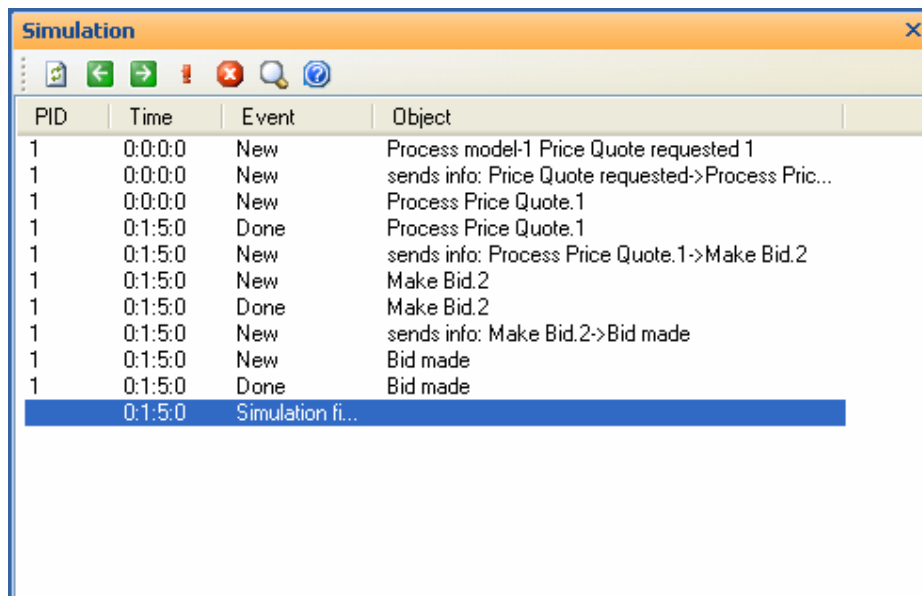 Simulation
PID Time Event Object
1 0:0:0:0 New Process model-1 Price Quote requested 1
1 0:0:0:0 New sends info: Price Quote requested->Process Pric...
1 0:0:0:0 New Process Price Quote.1
1 0:1:5:0 Done Process Price Quote.1
1 0:1:5:0 New sends info: Process Price Quote.1->Make Bid.2
1 0:1:5:0 New Make Bid.2
1 0:1:5:0 Done Make Bid.2
1 0:1:5:0 New sends info: Make Bid.2->Bid made
1 0:1:5:0 New Bid made
1 0:1:5:0 Done Bid made
0:1:5:0 Simulation fi...